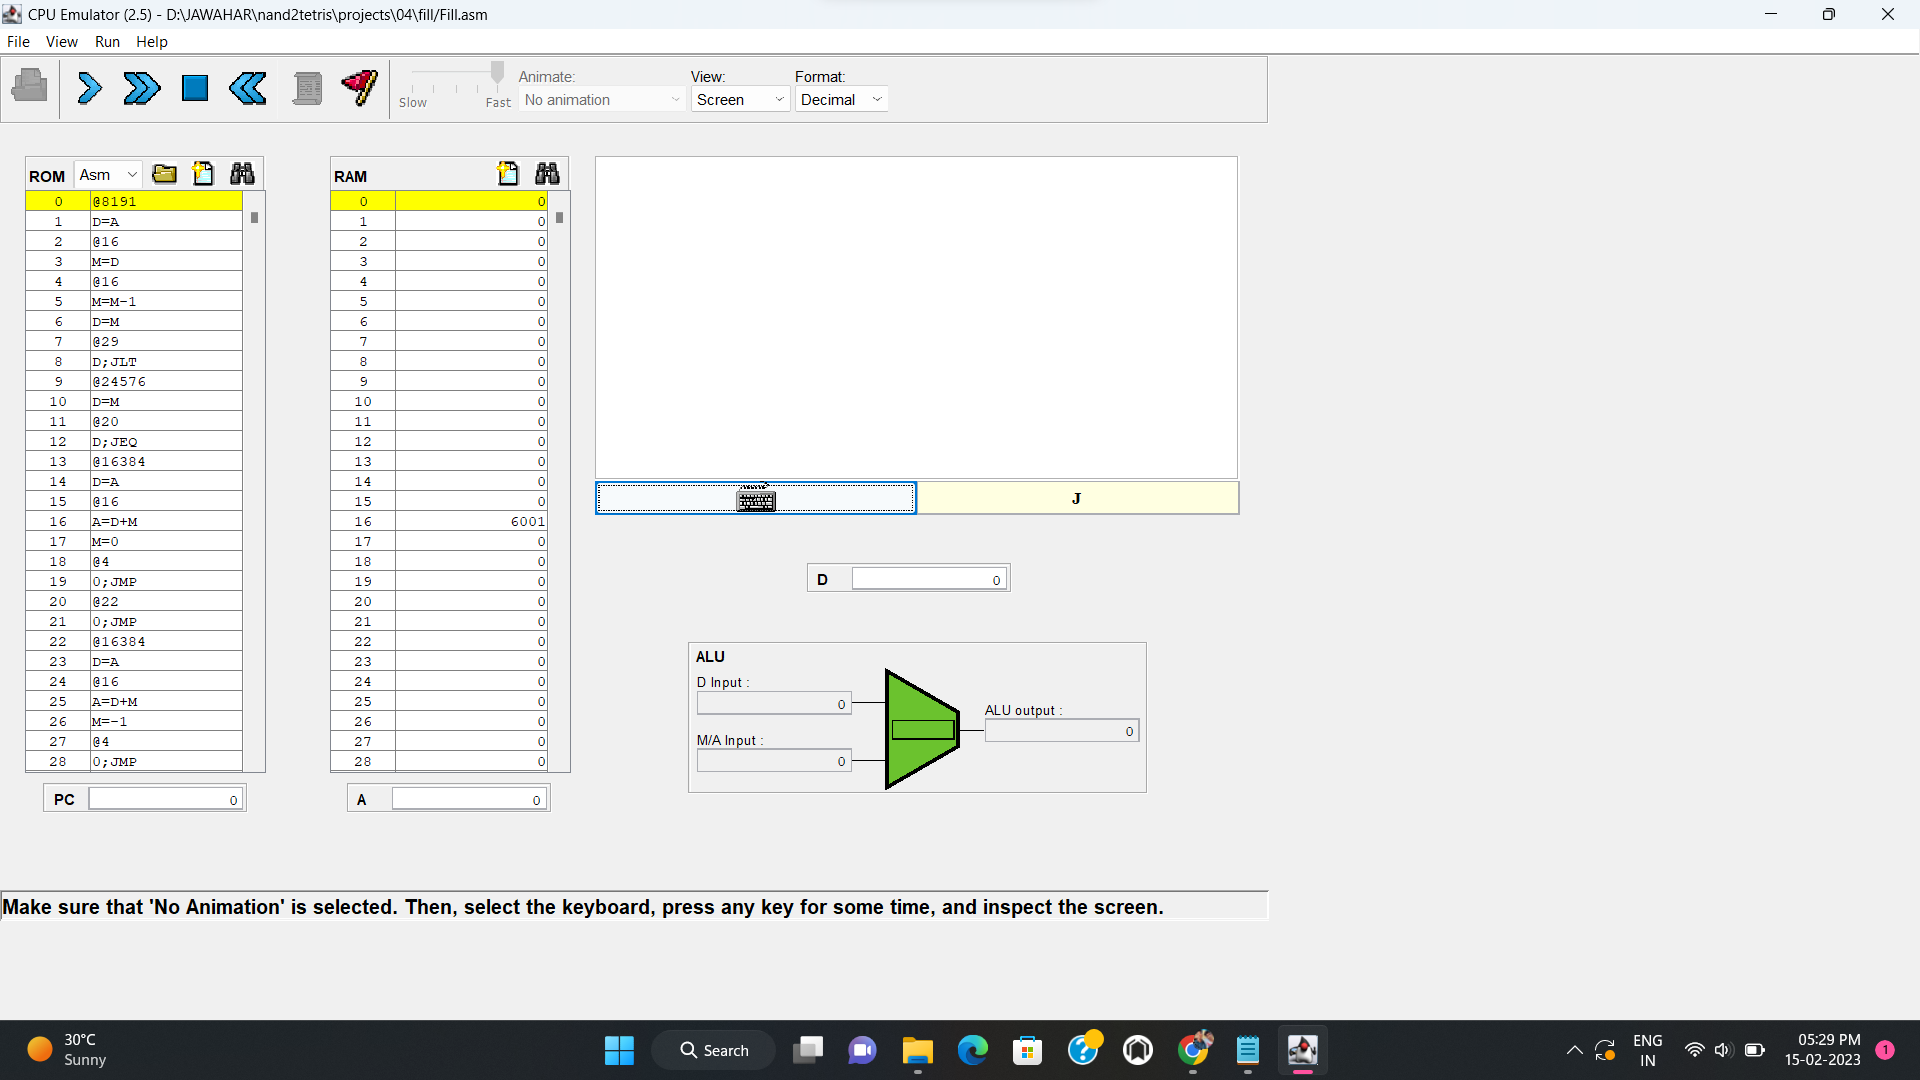 CPU Emulator (2.5) - D:\JAWAHAR\nand2tetris\projects\04\fill/Fill.asm
File View Run Help
Slow Fast
Animate:
No animation
View:
Screen
Format:
Decimal
ROM Asm
0 @8191
1 D=A
2 @16
3 M=D
4 @16
5 M=M-1
6 D=M
7 @29
8 D;JLT
9 @24576
10 D=M
11 @20
12 D;JEQ
13 @16384
14 D=A
15 @16
16 A=D+M
17 M=0
18 @4
19 0;JMP
20 @22
21 0;JMP
22 @16384
23 D=A
24 @16
25 A=D+M
26 M=-1
27 @4
28 0;JMP
PC 0
RAM
0 0
1 0
2 0
3 0
4 0
5 0
6 0
7 0
8 0
9 0
10 0
11 0
12 0
13 0
14 0
15 0
16 6001
17 0
18 0
19 0
20 0
21 0
22 0
23 0
24 0
25 0
26 0
27 0
28 0
A 0
J
D 0
ALU
D Input :
0
M/A Input :
0
ALU output :
0
Make sure that 'No Animation' is selected. Then, select the keyboard, press any key for some time, and inspect the screen.
30°C
Sunny
Search
ENG
IN
05:29 PM
15-02-2023
1